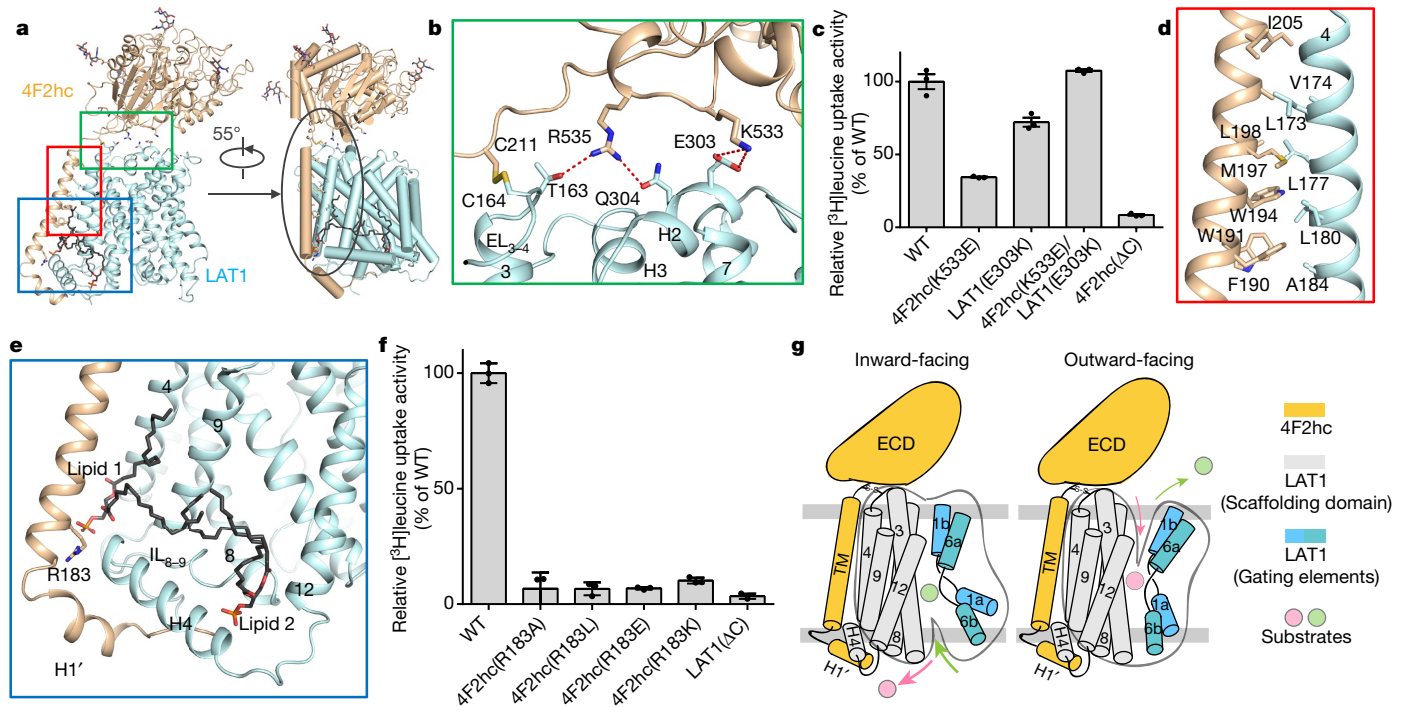 a
4F2hc
55°
LAT1
b
C211
R535
E303
K533
C164
T163
Q304
EL3–4
H2
3
H3
7
c
Relative [³H]leucine uptake activity
(% of WT)
100
50
0
WT
4F2hc(K533E)
LAT1(E303K)
4F2hc(K533E)/
LAT1(E303K)
4F2hc(ΔC)
d
I205
4
V174
L198
L173
M197
L177
W194
W191
L180
F190
A184
e
4
9
Lipid 1
IL8–9
8
R183
12
H4
Lipid 2
H1′
f
Relative [³H]leucine uptake activity
(% of WT)
100
50
0
WT
4F2hc(R183A)
4F2hc(R183L)
4F2hc(R183E)
4F2hc(R183K)
LAT1(ΔC)
g
Inward-facing
Outward-facing
ECD
ECD
S-S
S-S
TM
3
4
9
12
8
1b
6a
1a
6b
H4
H1′
TM
3
4
9
12
8
1b
6a
1a
6b
H4
H1′
4F2hc
LAT1
(Scaffolding domain)
LAT1
(Gating elements)
Substrates